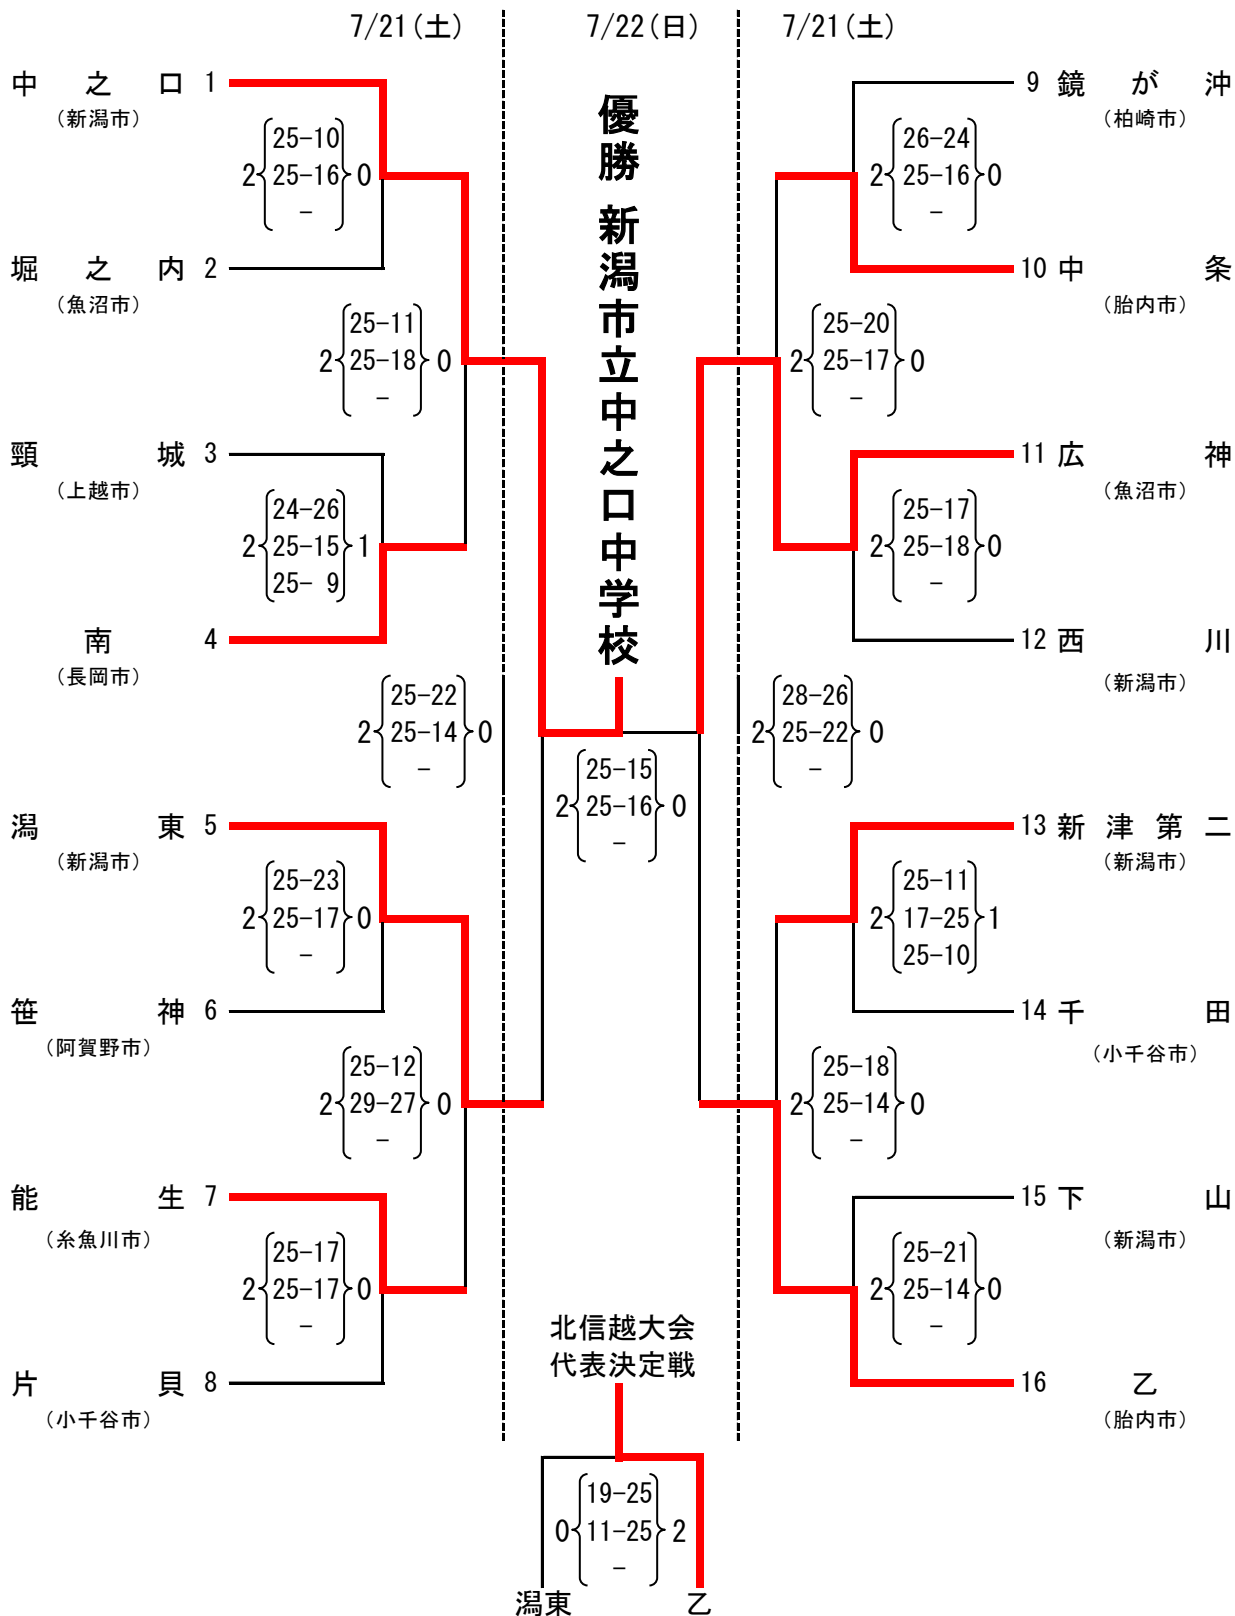 7/21(土)
7/22(日)
7/21(土)
優勝 新潟市立中之口中学校
中之口 1
(新潟市)
25-10
2 25-16 0
-
堀之内 2
(魚沼市)
25-11
2 25-18 0
-
頸城 3
(上越市)
24-26
2 25-15 1
25- 9
南 4
(長岡市)
25-22
2 25-14 0
-
潟東 5
(新潟市)
25-23
2 25-17 0
-
笹神 6
(阿賀野市)
25-12
2 29-27 0
-
能生 7
(糸魚川市)
25-17
2 25-17 0
-
片貝 8
(小千谷市)
25-15
2 25-16 0
-
9 鏡が沖
(柏崎市)
26-24
2 25-16 0
-
10 中条
(胎内市)
25-20
2 25-17 0
-
11 広神
(魚沼市)
25-17
2 25-18 0
-
12 西川
(新潟市)
28-26
2 25-22 0
-
13 新津第二
(新潟市)
25-11
2 17-25 1
25-10
14 千田
(小千谷市)
25-18
2 25-14 0
-
15 下山
(新潟市)
25-21
2 25-14 0
-
16 乙
(胎内市)
北信越大会
代表決定戦
19-25
0 11-25 2
-
潟東 乙